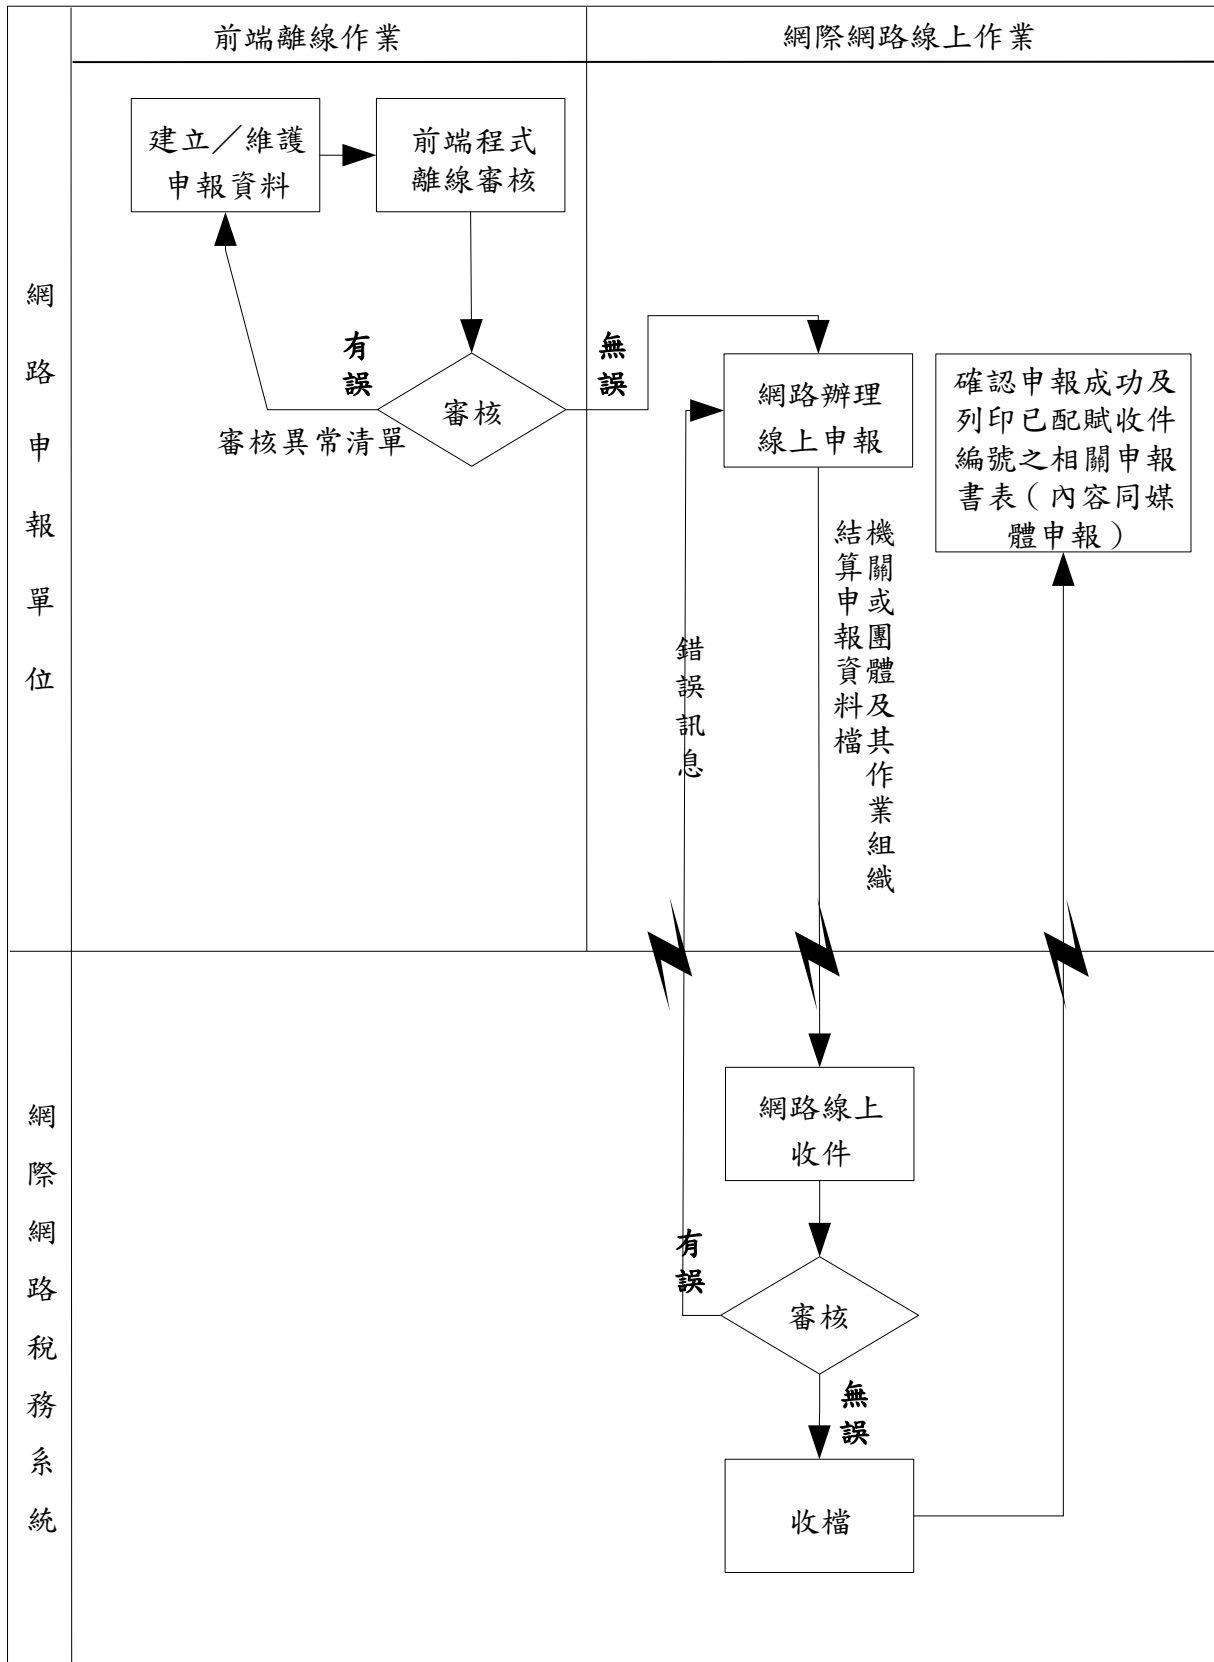 前端離線作業
網際網路線上作業
網路申報單位
建立／維護
申報資料
前端程式
離線審核
有誤
審核
審核異常清單
無誤
網路辦理
線上申報
確認申報成功及
列印已配賦收件
編號之相關申報
書表（內容同媒
體申報）
機關或團體及其作業組織
結算申報資料檔
錯誤訊息
網際網路稅務系統
網路線上
收件
有誤
審核
無誤
收檔